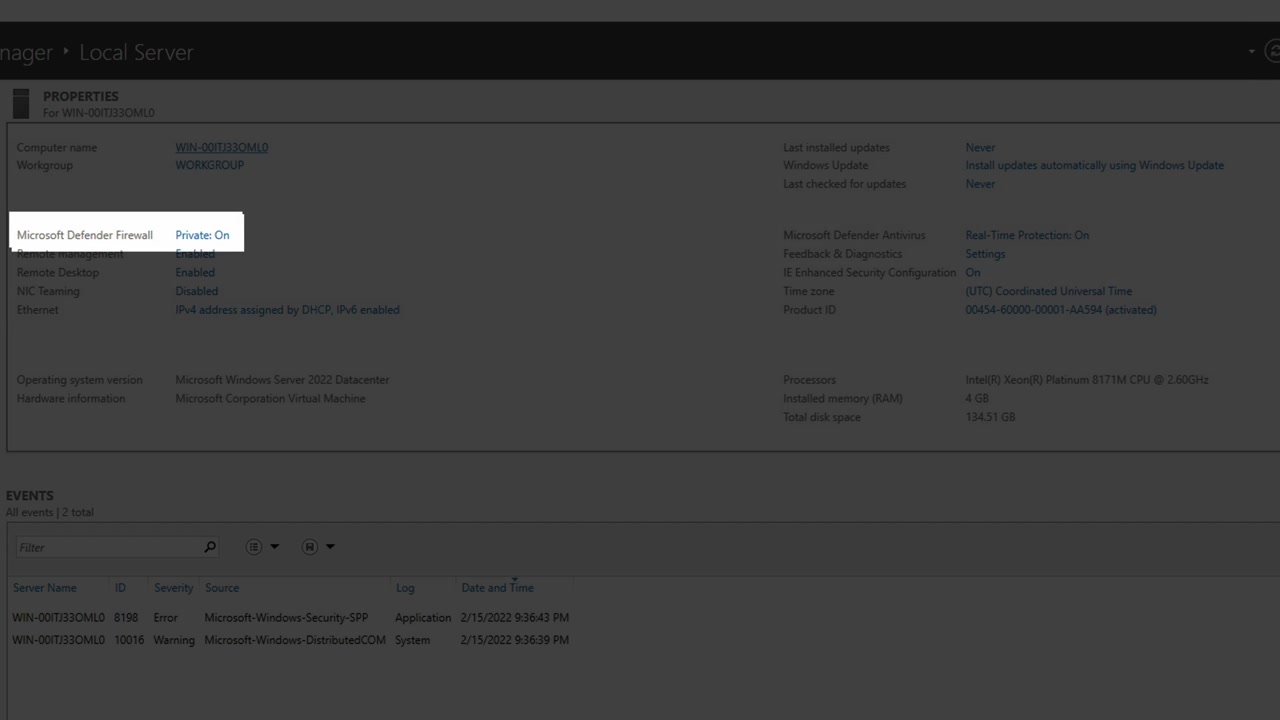 nager ‣ Local Server
PROPERTIES
For WIN-00ITJ33OML0
Computer name WIN-00ITJ33OML0
Workgroup WORKGROUP
Last installed updates Never
Windows Update Install updates automatically using Windows Update
Last checked for updates Never
Microsoft Defender Firewall Private: On
Remote management Enabled
Remote Desktop Enabled
NIC Teaming Disabled
Ethernet IPv4 address assigned by DHCP, IPv6 enabled
Microsoft Defender Antivirus Real-Time Protection: On
Feedback & Diagnostics Settings
IE Enhanced Security Configuration On
Time zone (UTC) Coordinated Universal Time
Product ID 00454-60000-00001-AA594 (activated)
Operating system version Microsoft Windows Server 2022 Datacenter
Hardware information Microsoft Corporation Virtual Machine
Processors Intel(R) Xeon(R) Platinum 8171M CPU @ 2.60GHz
Installed memory (RAM) 4 GB
Total disk space 134.51 GB
EVENTS
All events | 2 total
Filter
Server Name ID Severity Source Log Date and Time
WIN-00ITJ33OML0 8198 Error Microsoft-Windows-Security-SPP Application 2/15/2022 9:36:43 PM
WIN-00ITJ33OML0 10016 Warning Microsoft-Windows-DistributedCOM System 2/15/2022 9:36:39 PM